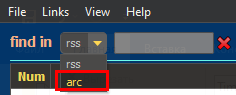 File Links View Help
find in rss
rss
Num arc